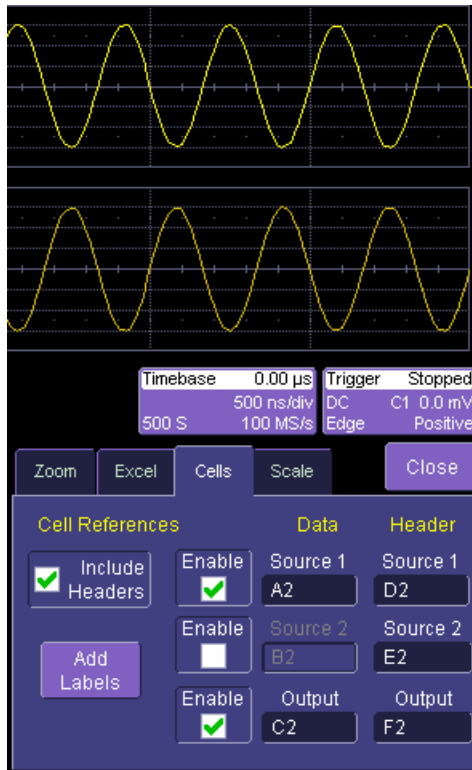 Timebase 0.00 µs Trigger Stopped
500 ns/div DC C1 0.0 mV
500 S 100 MS/s Edge Positive
Zoom Excel Cells Scale Close
Cell References Data Header
Include Headers Enable Source 1 Source 1
A2 D2
Enable Source 2 Source 2
Add Labels B2 E2
Enable Output Output
C2 F2